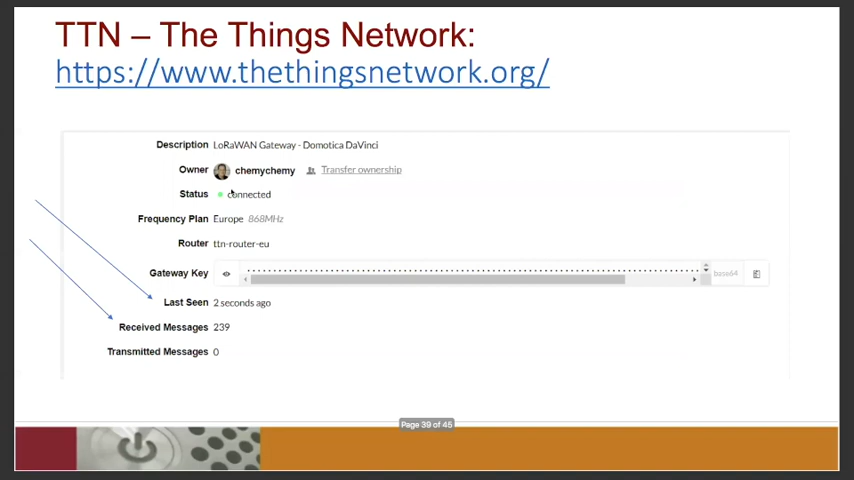 TTN – The Things Network:
https://www.thethingsnetwork.org/
Description LoRaWAN Gateway - Domotica DaVinci
Owner chemychemy Transfer ownership
Status connected
Frequency Plan Europe 868MHz
Router ttn-router-eu
Gateway Key base64
Last Seen 2 seconds ago
Received Messages 239
Transmitted Messages 0
Page 39 of 45